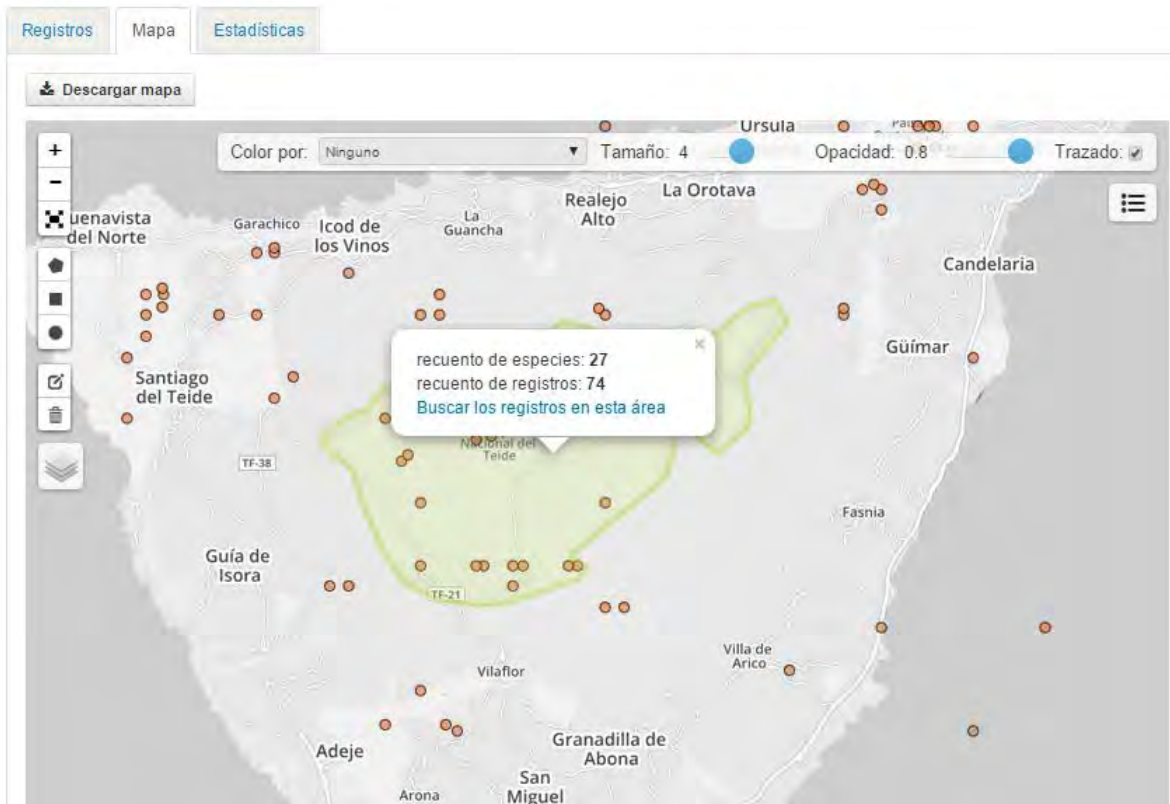 Registros
Mapa
Estadísticas
Descargar mapa
Color por: Ninguno
Tamaño: 4
Opacidad: 0.8
Trazado:
Ursula
La Orotava
Realejo
Alto
uenavista
del Norte
Garachico
Icod de
los Vinos
La
Guancha
Candelaria
Güímar
recuento de especies: 27
recuento de registros: 74
Buscar los registros en esta área
Santiago
del Teide
Nacional del
Teide
TF-38
Fasnia
Guía de
Isora
TF-21
Vilaflor
Villa de
Arico
Adeje
Granadilla de
Abona
San
Miguel
Arona